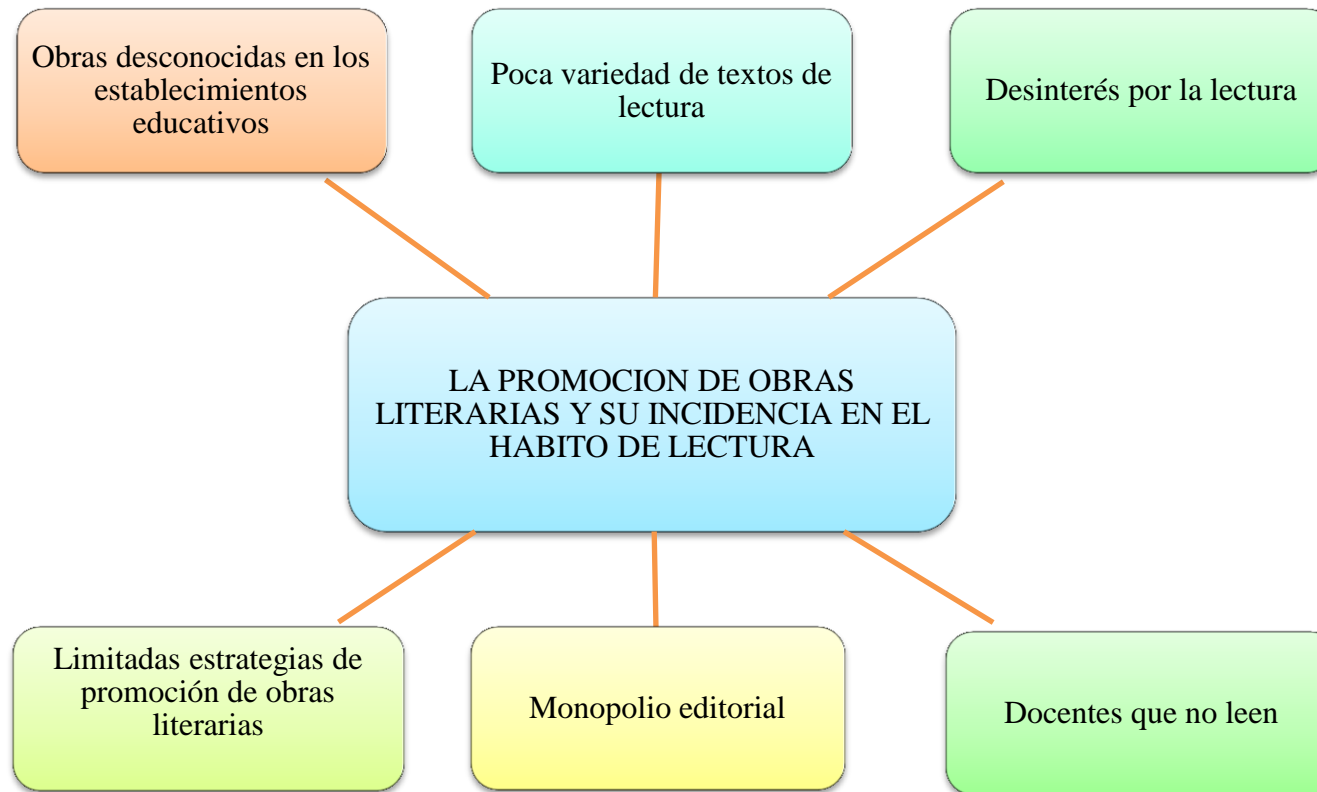 Obras desconocidas en los
establecimientos
educativos
Poca variedad de textos de
lectura
Desinterés por la lectura
LA PROMOCION DE OBRAS
LITERARIAS Y SU INCIDENCIA EN EL
HABITO DE LECTURA
Limitadas estrategias de
promoción de obras
literarias
Monopolio editorial
Docentes que no leen